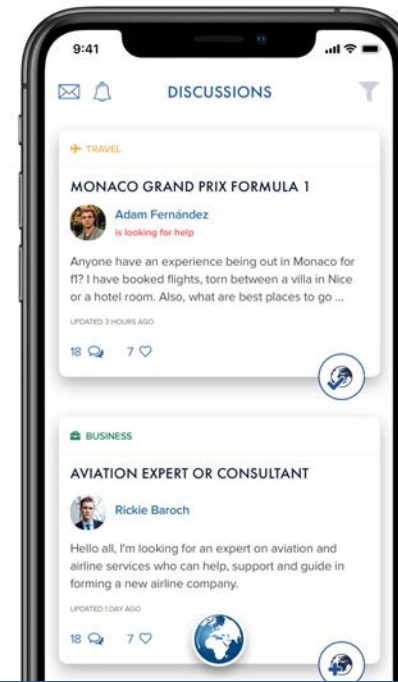 9:41
DISCUSSIONS
TRAVEL
MONACO GRAND PRIX FORMULA 1
Adam Fernández
is looking for help
Anyone have an experience being out in Monaco for
f1? I have booked flights, torn between a villa in Nice
or a hotel room. Also, what are best places to go ...
UPDATED 3 HOURS AGO
18 7
BUSINESS
AVIATION EXPERT OR CONSULTANT
Rickie Baroch
Hello all, I'm looking for an expert on aviation and
airline services who can help, support and guide in
forming a new airline company.
UPDATED 1 DAY AGO
18 7